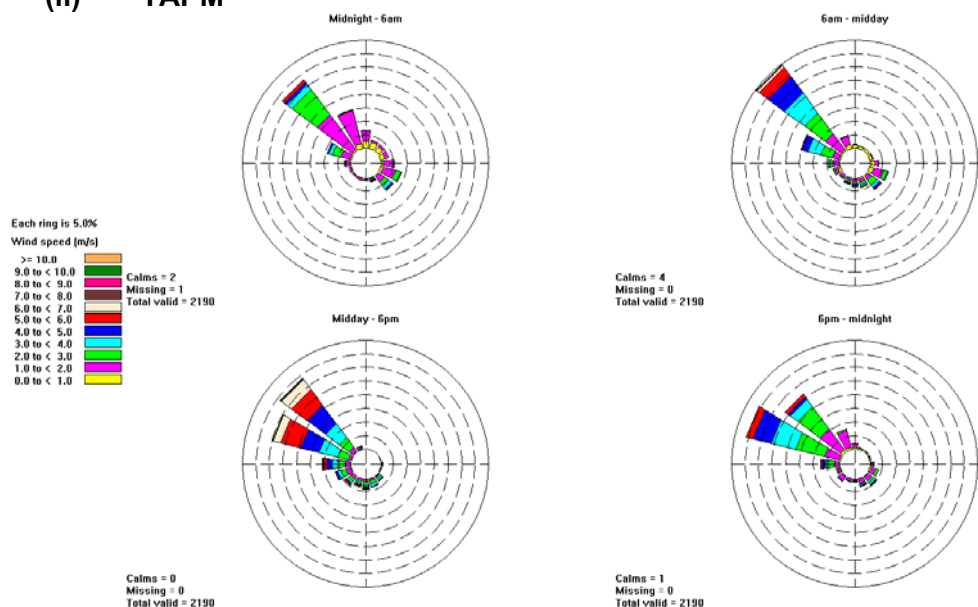 (ii) TAPM
Midnight - 6am
6am - midday
Each ring is 5.0%
Wind speed (m/s)
>= 10.0
9.0 to < 10.0
8.0 to < 9.0
7.0 to < 8.0
6.0 to < 7.0
5.0 to < 6.0
4.0 to < 5.0
3.0 to < 4.0
2.0 to < 3.0
1.0 to < 2.0
0.0 to < 1.0
Calms = 2
Missing = 1
Total valid = 2190
Calms = 4
Missing = 0
Total valid = 2190
Midday - 6pm
6pm - midnight
Calms = 0
Missing = 0
Total valid = 2190
Calms = 1
Missing = 0
Total valid = 2190